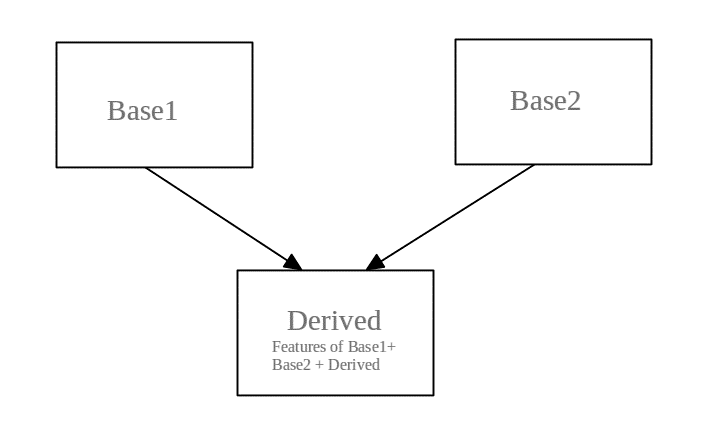 Base1
Base2
Derived
Features of Base1+
Base2 + Derived